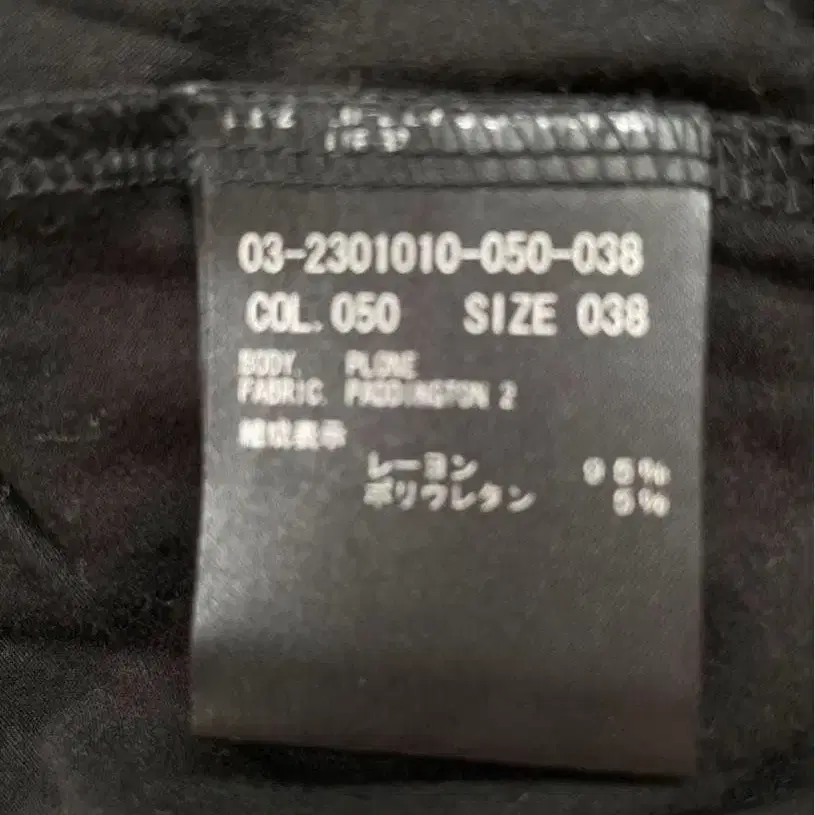 03-2301010-050-038
COL. 050 SIZE 038
BODY. PLONE
FABRIC. PADDINGTON 2
組成表示
レーヨン 95%
ポリウレタン 5%